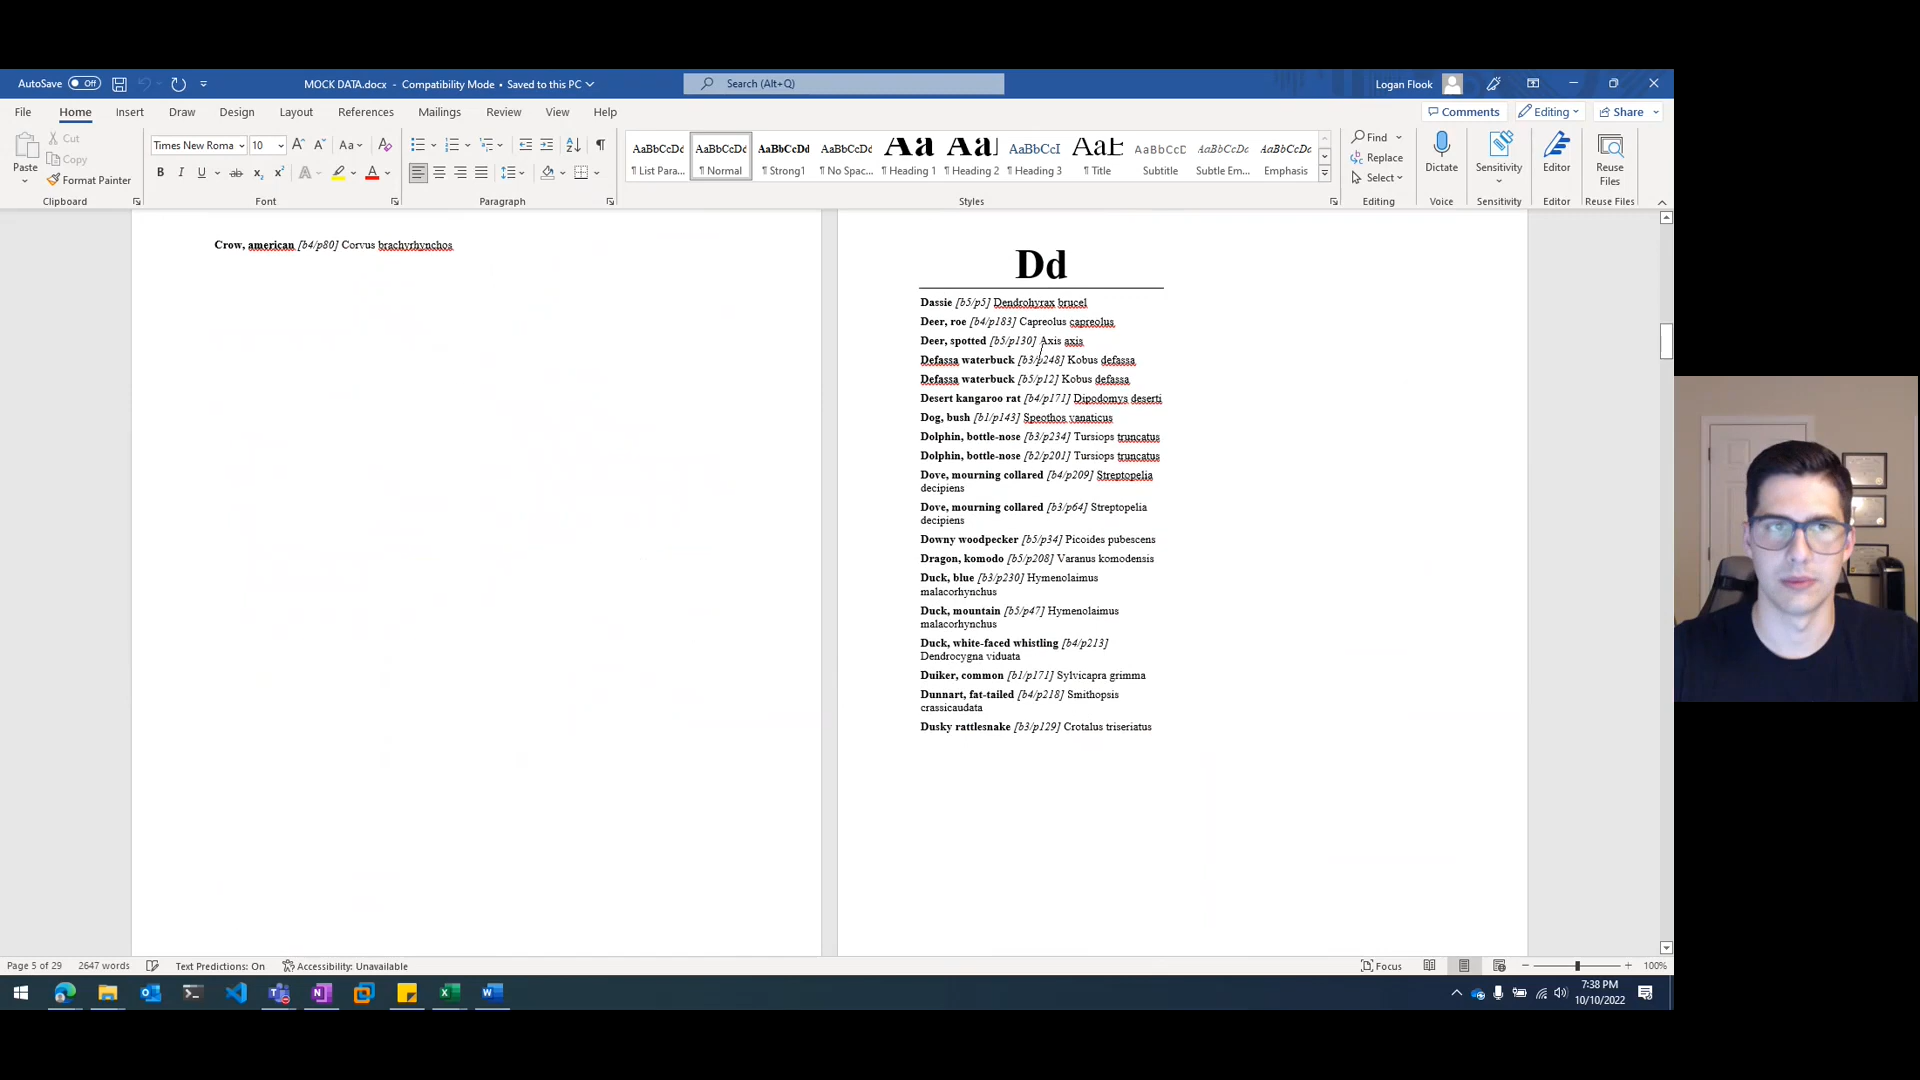 AutoSave Off MOCK DATA.docx - Compatibility Mode • Saved to this PC Search (Alt+Q) Logan Flook
File Home Insert Draw Design Layout References Mailings Review View Help Comments Editing Share
Paste Cut Copy Format Painter
Times New Roma 10 Aa
AaBbCcDd AaBbCcDd AaBbCcDd AaBbCcDd AaBbCcI AaBbCcD AaBbCcDd AaBbCcDd
¶ List Para... ¶ Normal ¶ Strong1 ¶ No Spac... ¶ Heading 1 ¶ Heading 2 ¶ Heading 3 ¶ Title Subtitle Subtle Em... Emphasis
Find Replace Select Dictate Sensitivity Editor Reuse Files
Clipboard Font Paragraph Styles Editing Voice Sensitivity Editor Reuse Files
Crow, american [b4/p80] Corvus brachyrhynchos
Dd
Dassie [b5/p5] Dendrohyrax brucel
Deer, roe [b4/p183] Capreolus capreolus
Deer, spotted [b5/p130] Axis axis
Defassa waterbuck [b3/p248] Kobus defassa
Defassa waterbuck [b5/p12] Kobus defassa
Desert kangaroo rat [b4/p171] Dipodomys deserti
Dog, bush [b1/p143] Speothos vanaticus
Dolphin, bottle-nose [b3/p234] Tursiops truncatus
Dolphin, bottle-nose [b2/p201] Tursiops truncatus
Dove, mourning collared [b4/p209] Streptopelia
decipiens
Dove, mourning collared [b3/p64] Streptopelia
decipiens
Downy woodpecker [b5/p34] Picoides pubescens
Dragon, komodo [b5/p208] Varanus komodensis
Duck, blue [b3/p230] Hymenolaimus
malacorhynchus
Duck, mountain [b5/p47] Hymenolaimus
malacorhynchus
Duck, white-faced whistling [b4/p213]
Dendrocygna viduata
Duiker, common [b1/p171] Sylvicapra grimma
Dunnart, fat-tailed [b4/p218] Smithopsis
crassicaudata
Dusky rattlesnake [b3/p129] Crotalus triseriatus
Page 5 of 29 2647 words Text Predictions: On Accessibility: Unavailable Focus 100%
7:38 PM
10/10/2022